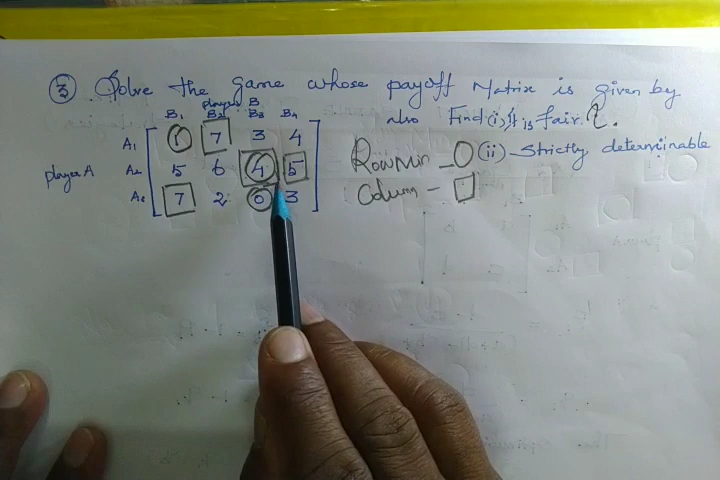 ③ Solve the game whose payoff Matrix is given by
player B
B1 B2 B3 B4
also Find (i) it is fair.
A1 1 7 3 4
Row Min - ○ (ii) Strictly determinable
player A A2 5 6 4 5
Column - □
A3 7 2 0 3